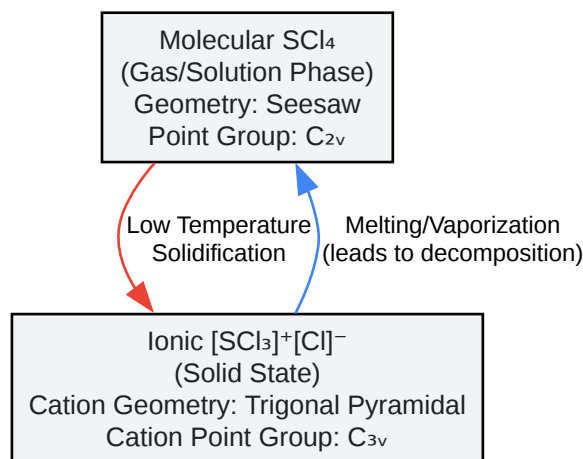 Molecular SCl₄
(Gas/Solution Phase)
Geometry: Seesaw
Point Group: C₂ᵥ
Low Temperature
Solidification
Melting/Vaporization
(leads to decomposition)
Ionic [SCl₃]⁺[Cl]⁻
(Solid State)
Cation Geometry: Trigonal Pyramidal
Cation Point Group: C₃ᵥ